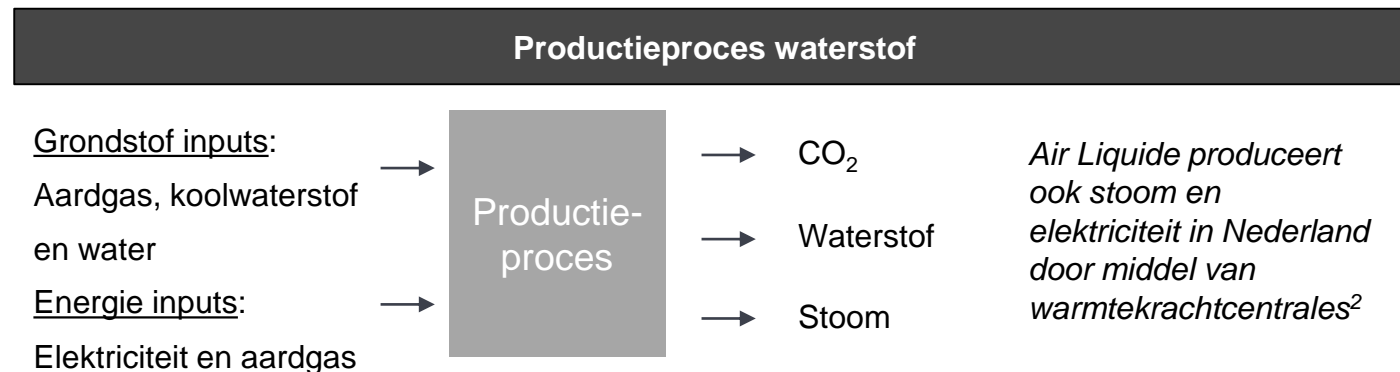 Productieproces waterstof
Grondstof inputs:
Aardgas, koolwaterstof
en water
Energie inputs:
Elektriciteit en aardgas
Productie-
proces
CO₂
Waterstof
Stoom
Air Liquide produceert
ook stoom en
elektriciteit in Nederland
door middel van
warmtekrachtcentrales²